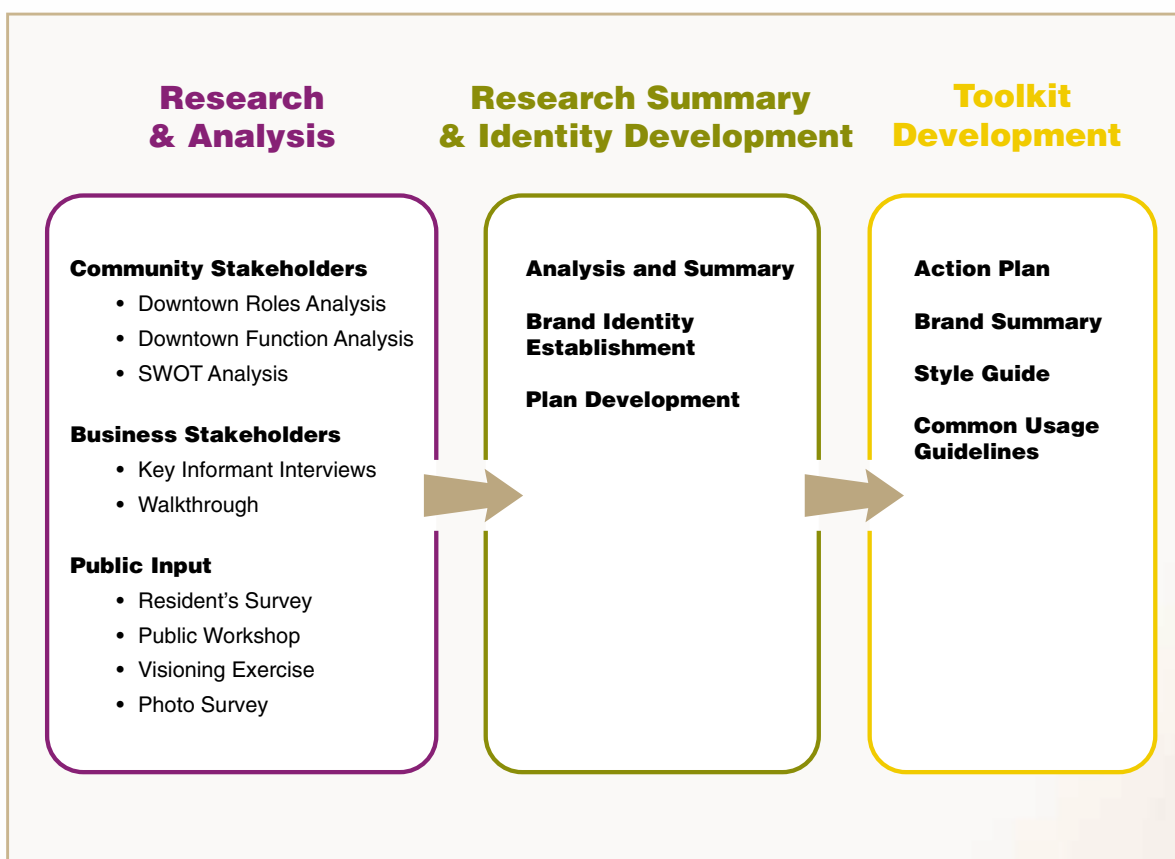 Research
& Analysis
Community Stakeholders
• Downtown Roles Analysis
• Downtown Function Analysis
• SWOT Analysis
Business Stakeholders
• Key Informant Interviews
• Walkthrough
Public Input
• Resident’s Survey
• Public Workshop
• Visioning Exercise
• Photo Survey
Research Summary
& Identity Development
Analysis and Summary
Brand Identity
Establishment
Plan Development
Toolkit
Development
Action Plan
Brand Summary
Style Guide
Common Usage
Guidelines